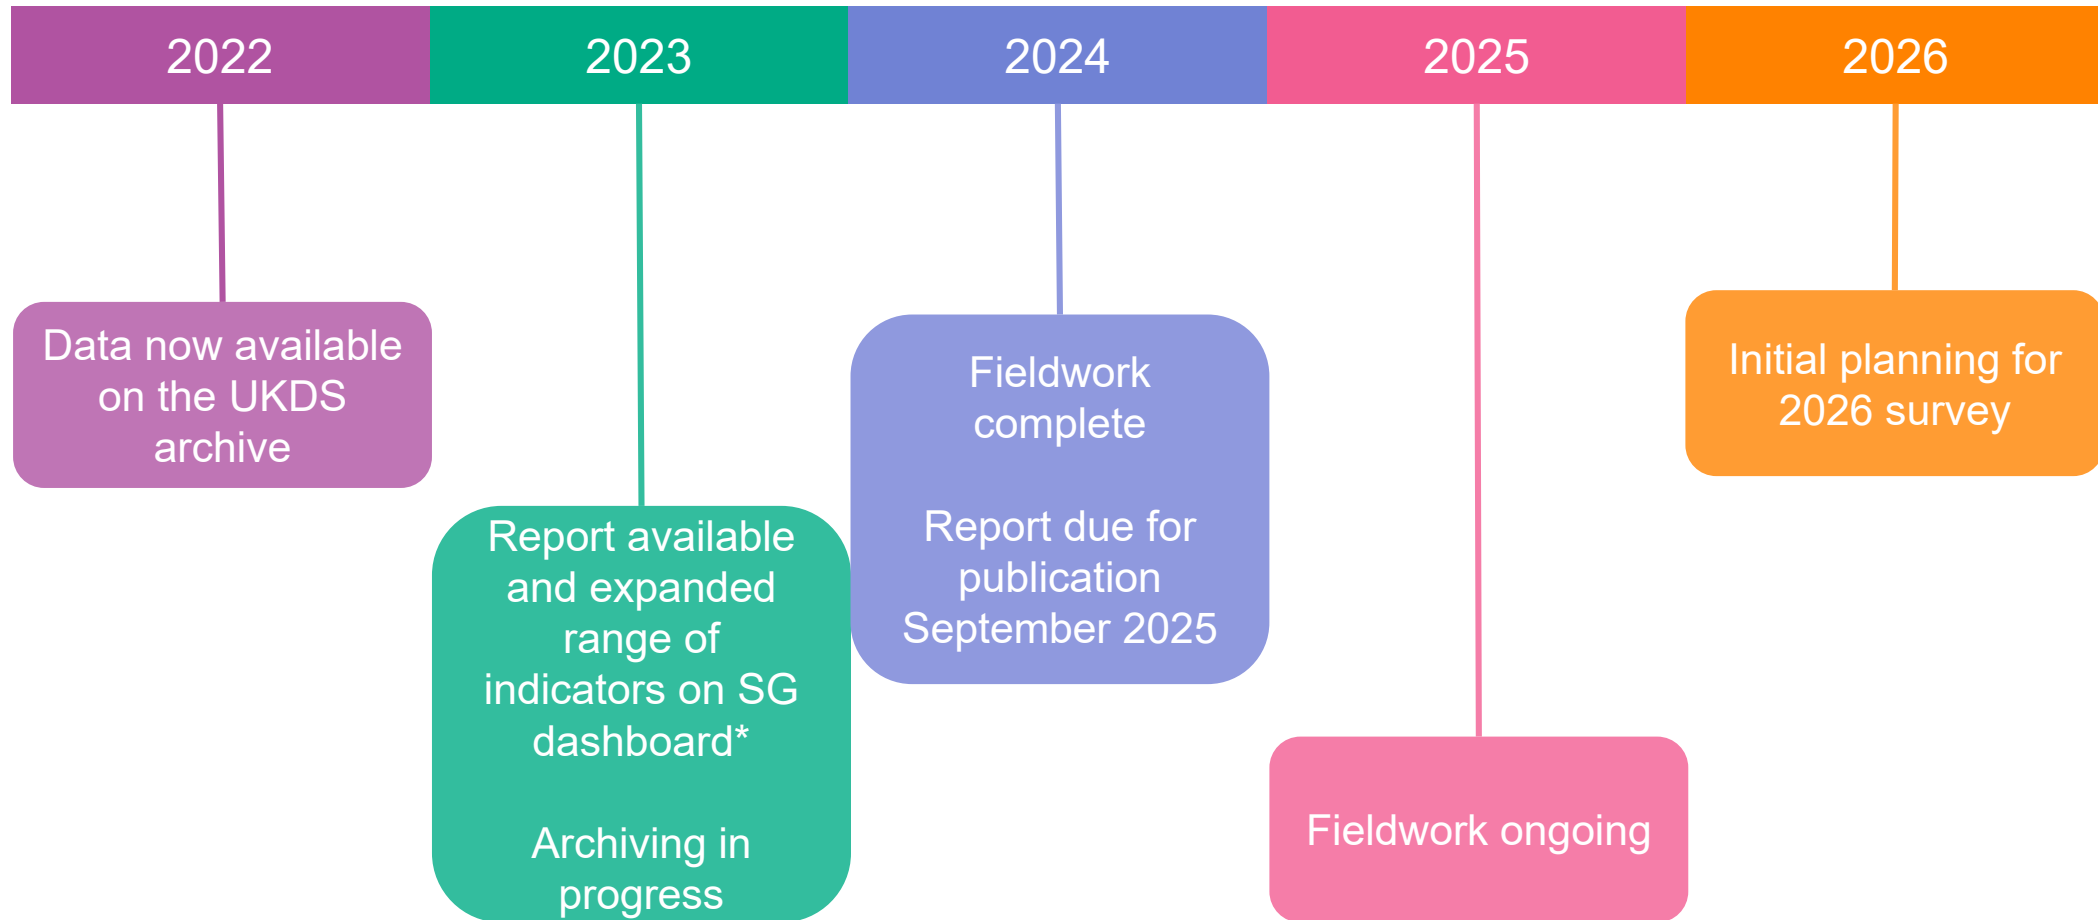 2022
2023
2024
2025
2026
Data now available
on the UKDS
archive
Report available
and expanded
range of
indicators on SG
dashboard*
Archiving in
progress
Fieldwork
complete
Report due for
publication
September 2025
Fieldwork ongoing
Initial planning for
2026 survey